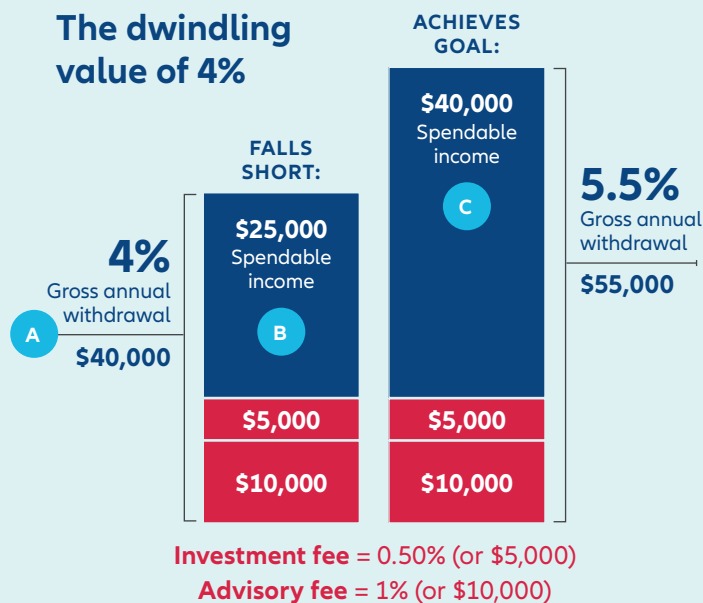 The dwindling
value of 4%
ACHIEVES
GOAL:
FALLS
SHORT:
4%
Gross annual
withdrawal
A
$40,000
$25,000
Spendable
income
B
$5,000
$10,000
$40,000
Spendable
income
C
$5,000
$10,000
5.5%
Gross annual
withdrawal
$55,000
Investment fee = 0.50% (or $5,000)
Advisory fee = 1% (or $10,000)